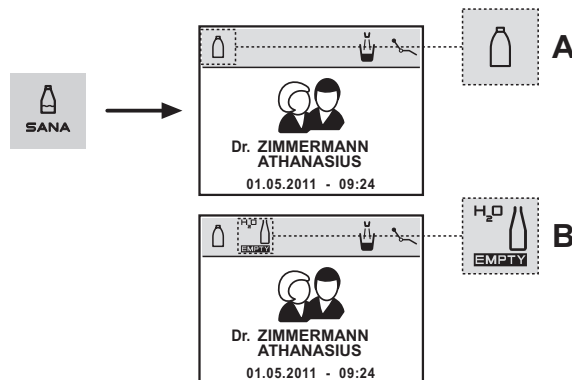 A
SANA
Dr. ZIMMERMANN
ATHANASIUS
01.05.2011 - 09:24
H₂O
EMPTY
H₂O
EMPTY
B
Dr. ZIMMERMANN
ATHANASIUS
01.05.2011 - 09:24